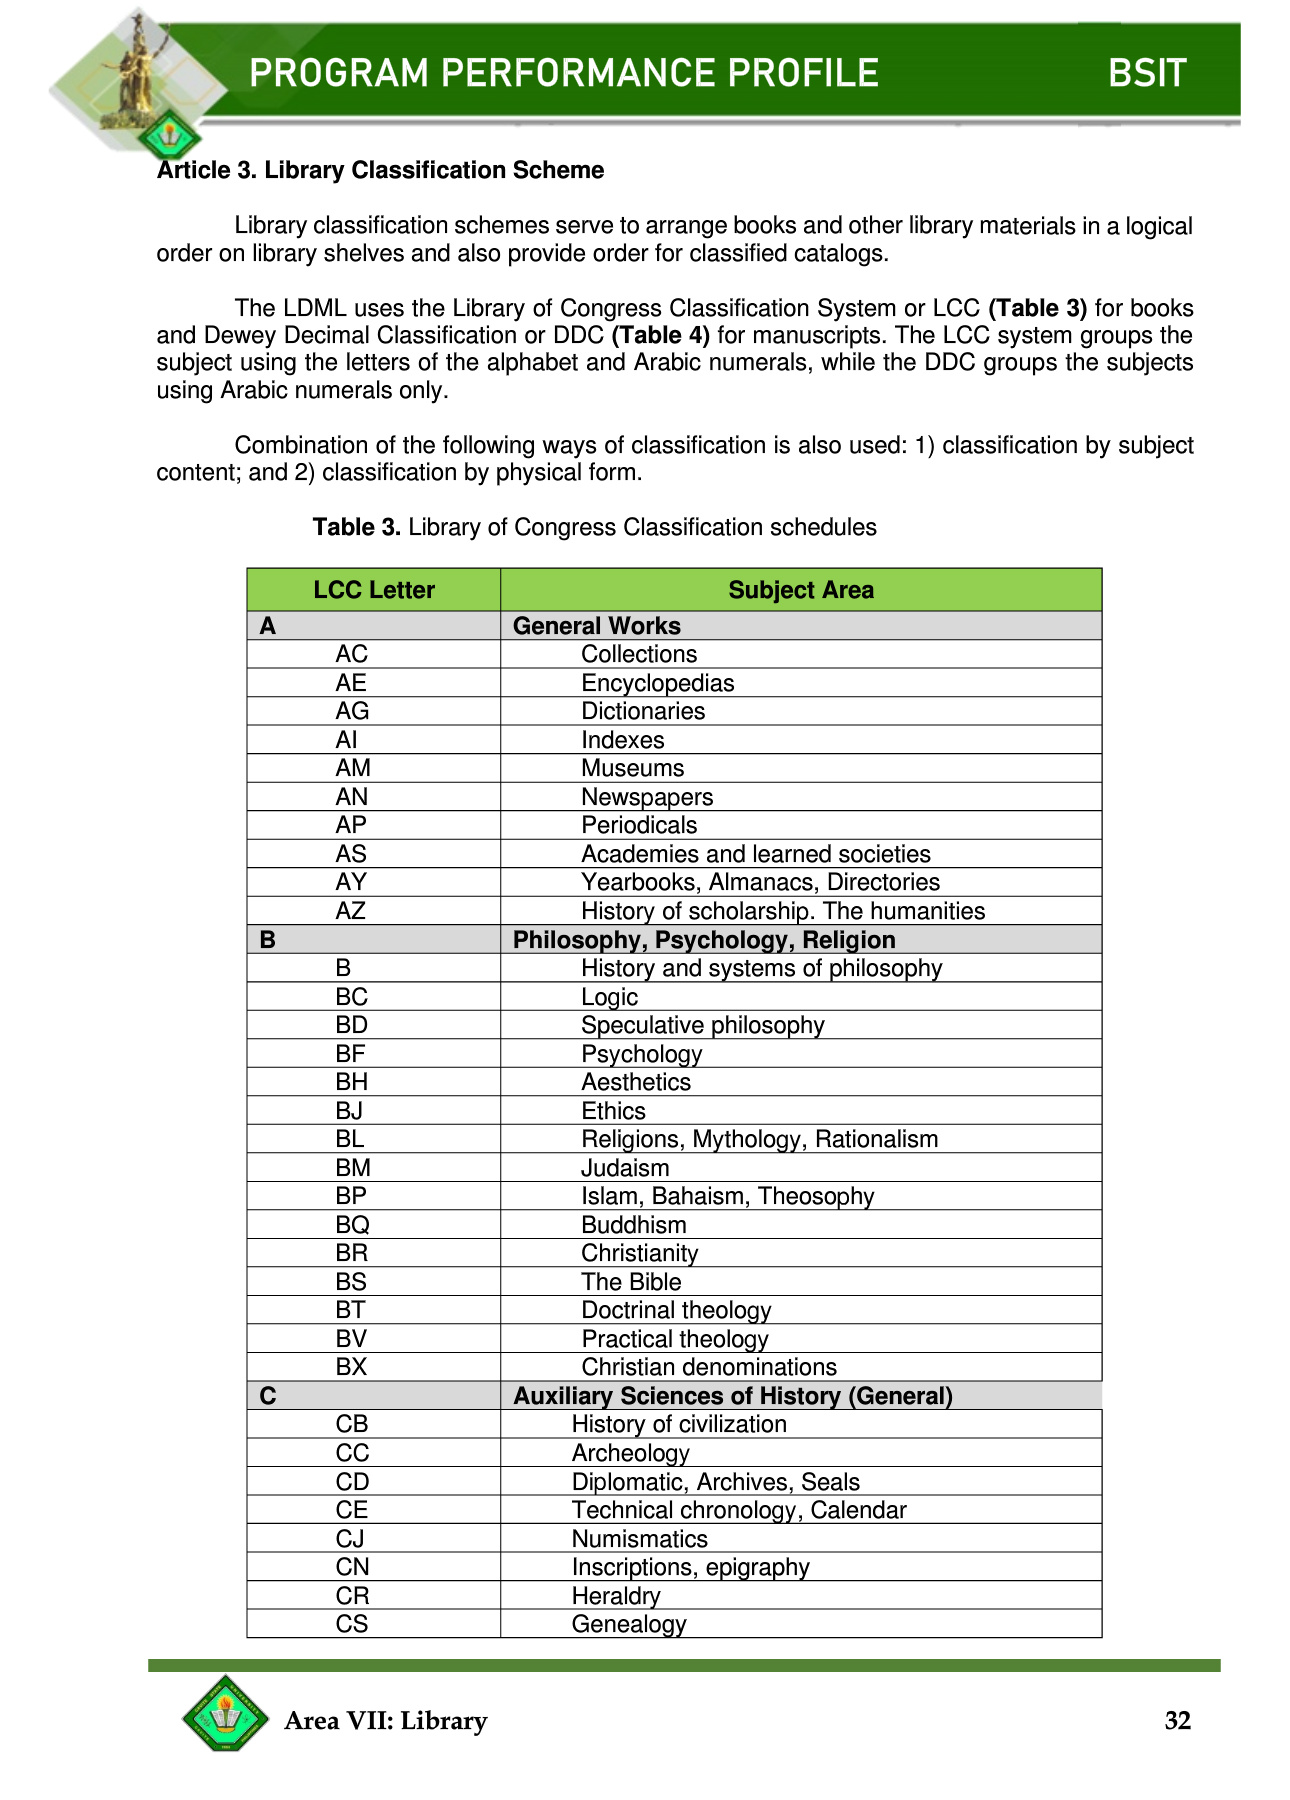 PROGRAM PERFORMANCE PROFILE BSIT
Article 3. Library Classification Scheme
Library classification schemes serve to arrange books and other library materials in a logical
order on library shelves and also provide order for classified catalogs.
The LDML uses the Library of Congress Classification System or LCC (Table 3) for books
and Dewey Decimal Classification or DDC (Table 4) for manuscripts. The LCC system groups the
subject using the letters of the alphabet and Arabic numerals, while the DDC groups the subjects
using Arabic numerals only.
Combination of the following ways of classification is also used: 1) classification by subject
content; and 2) classification by physical form.
Table 3. Library of Congress Classification schedules
LCC Letter Subject Area
A General Works
AC Collections
AE Encyclopedias
AG Dictionaries
AI Indexes
AM Museums
AN Newspapers
AP Periodicals
AS Academies and learned societies
AY Yearbooks, Almanacs, Directories
AZ History of scholarship. The humanities
B Philosophy, Psychology, Religion
B History and systems of philosophy
BC Logic
BD Speculative philosophy
BF Psychology
BH Aesthetics
BJ Ethics
BL Religions, Mythology, Rationalism
BM Judaism
BP Islam, Bahaism, Theosophy
BQ Buddhism
BR Christianity
BS The Bible
BT Doctrinal theology
BV Practical theology
BX Christian denominations
C Auxiliary Sciences of History (General)
CB History of civilization
CC Archeology
CD Diplomatic, Archives, Seals
CE Technical chronology, Calendar
CJ Numismatics
CN Inscriptions, epigraphy
CR Heraldry
CS Genealogy
Area VII: Library 32